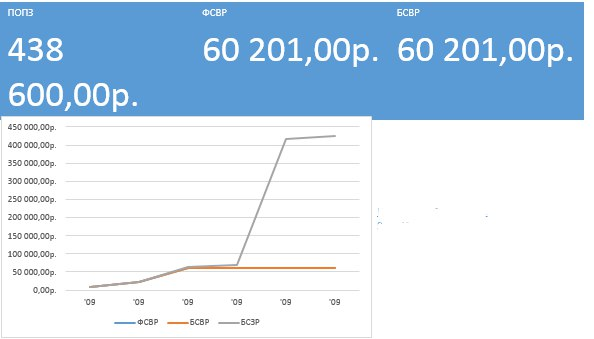 ПОПЗ ФСВР БСВР
438 60 201,00р. 60 201,00р.
600,00р.
450 000,00р.
400 000,00р.
350 000,00р.
300 000,00р.
250 000,00р.
200 000,00р.
150 000,00р.
100 000,00р.
50 000,00р.
0,00р.
'09 '09 '09 '09 '09 '09
ФСВР БСВР БСЗР